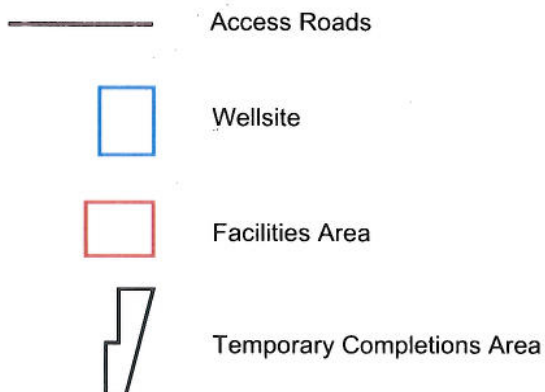 Access Roads
Wellsite
Facilities Area
Temporary Completions Area